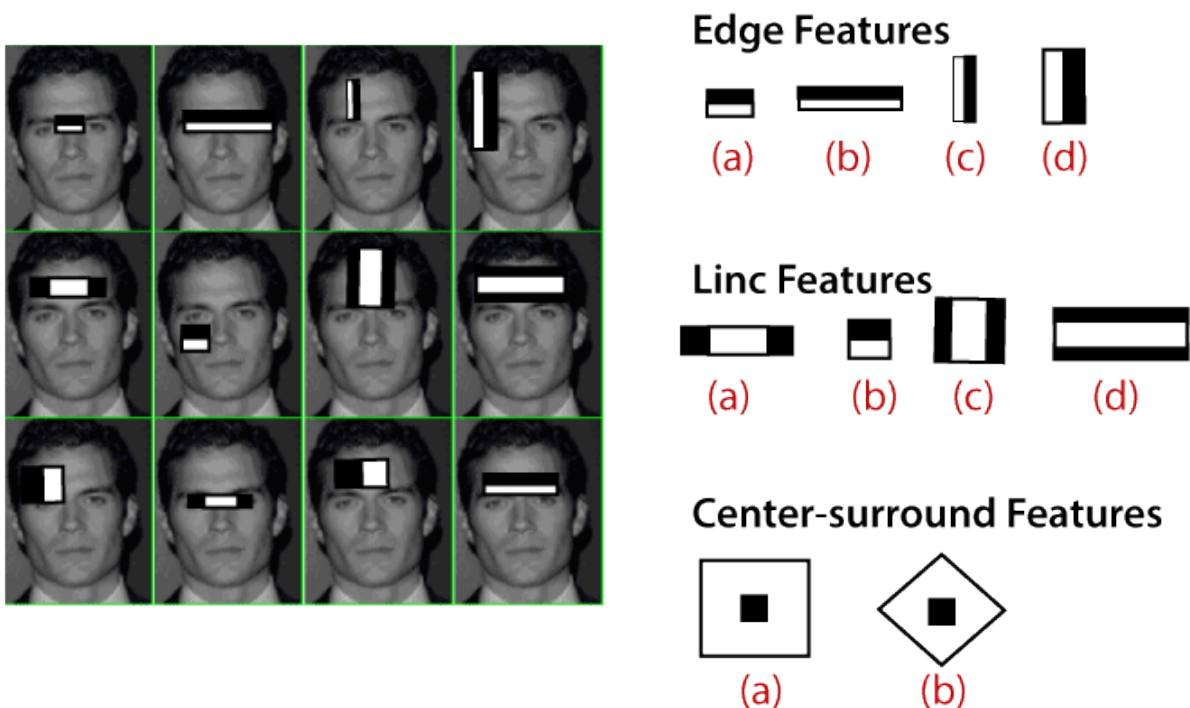 Edge Features
(a) (b) (c) (d)
Linc Features
(a) (b) (c) (d)
Center-surround Features
(a) (b)